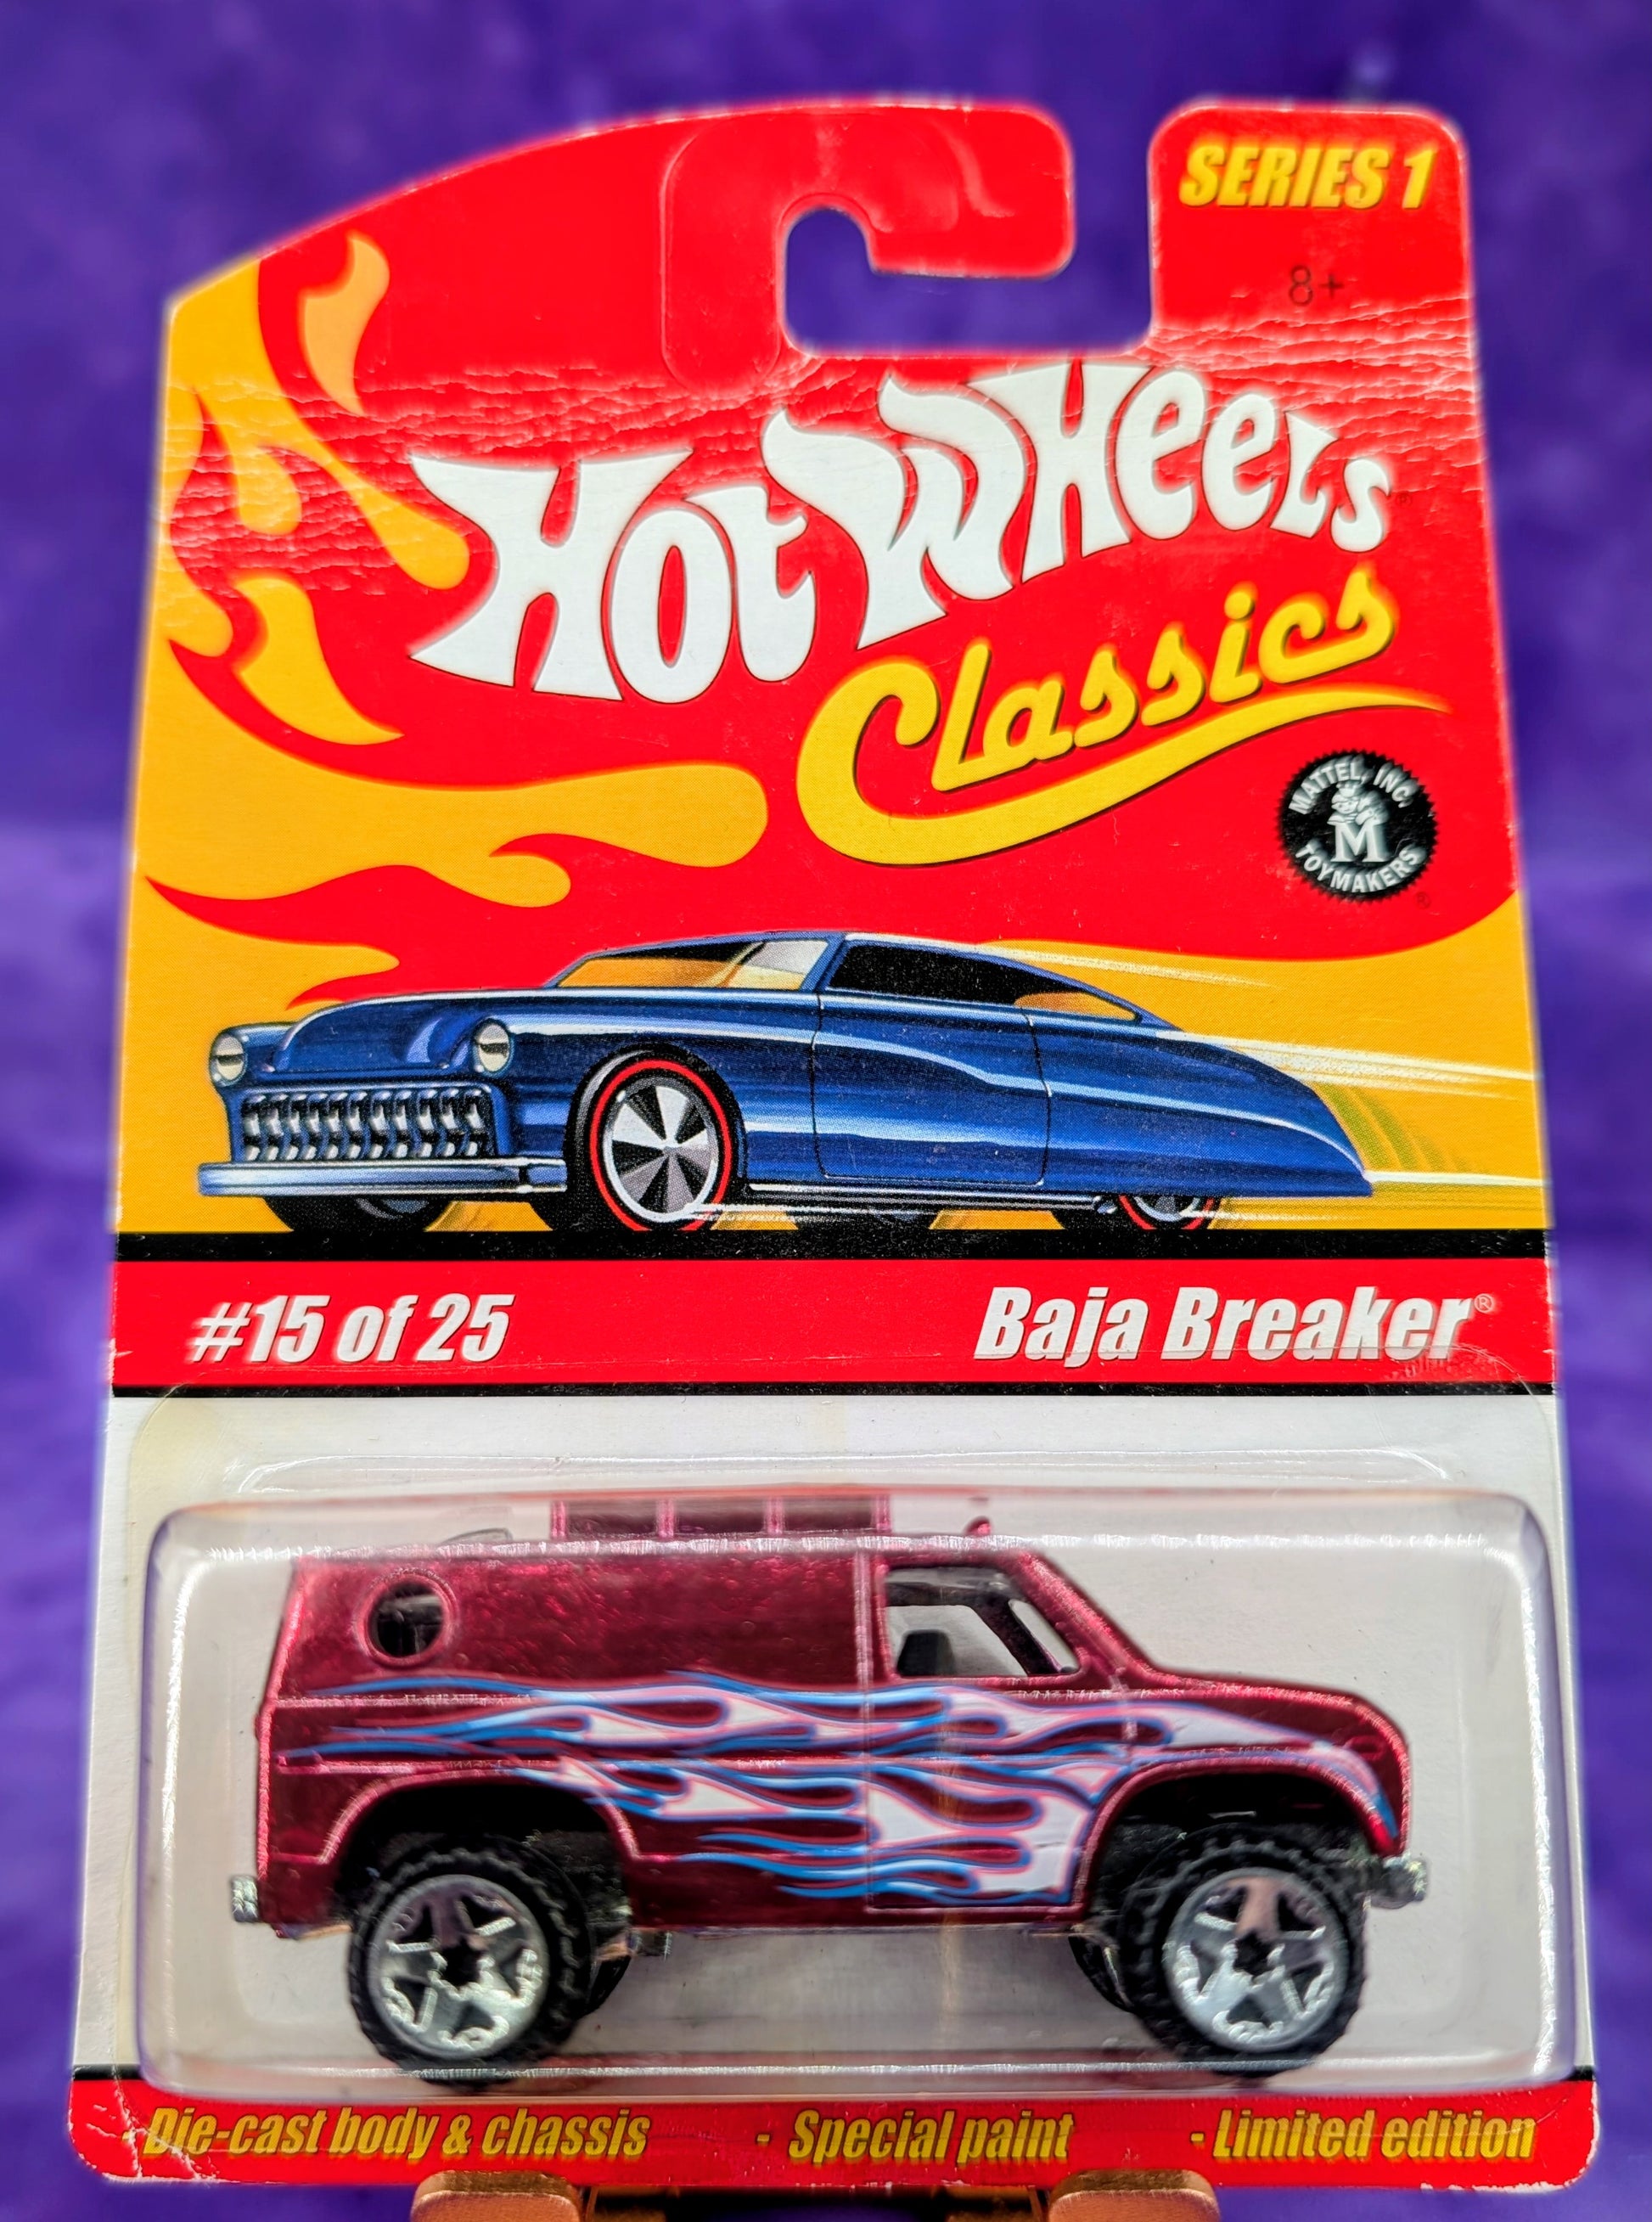 SERIES 1
8+
Hot Wheels
Classics
MATTEL, INC.
M
TOYMAKERS
®
#15 of 25
Baja Breaker®
- Die-cast body & chassis - Special paint - Limited edition